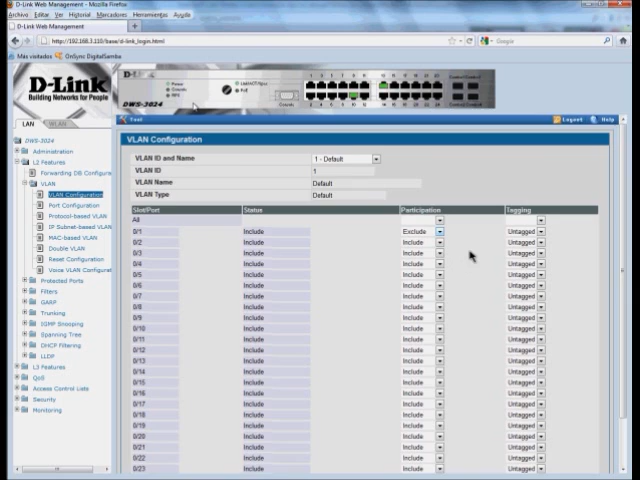 D-Link Web Management - Mozilla Firefox
Archivo Editar Ver Historial Marcadores Herramientas Ayuda
D-Link Web Management
http://192.168.3.110/base/d-link_login.html
Google
Más visitados OnSync DigitalSamba
D-Link
Building Networks for People
DWS-3024
Power
Console
RPS
Console
LAN WLAN
Tool
Logout
Help
DWS-3024
Administration
L2 Features
Forwarding DB Configura
VLAN
VLAN Configuration
Port Configuration
Protocol-based VLAN
IP Subnet-based VLAN
MAC-based VLAN
Double VLAN
Reset Configuration
Voice VLAN Configurat
Protected Ports
Filters
GARP
Trunking
IGMP Snooping
Spanning Tree
DHCP Filtering
LLDP
L3 Features
QoS
Access Control Lists
Security
Monitoring
VLAN Configuration
VLAN ID and Name 1 - Default
VLAN ID 1
VLAN Name Default
VLAN Type Default
Slot/Port Status Participation Tagging
All
0/1 Include Exclude Untagged
0/2 Include Include Untagged
0/3 Include Include Untagged
0/4 Include Include Untagged
0/5 Include Include Untagged
0/6 Include Include Untagged
0/7 Include Include Untagged
0/8 Include Include Untagged
0/9 Include Include Untagged
0/10 Include Include Untagged
0/11 Include Include Untagged
0/12 Include Include Untagged
0/13 Include Include Untagged
0/14 Include Include Untagged
0/15 Include Include Untagged
0/16 Include Include Untagged
0/17 Include Include Untagged
0/18 Include Include Untagged
0/19 Include Include Untagged
0/20 Include Include Untagged
0/21 Include Include Untagged
0/22 Include Include Untagged
0/23 Include Include Untagged